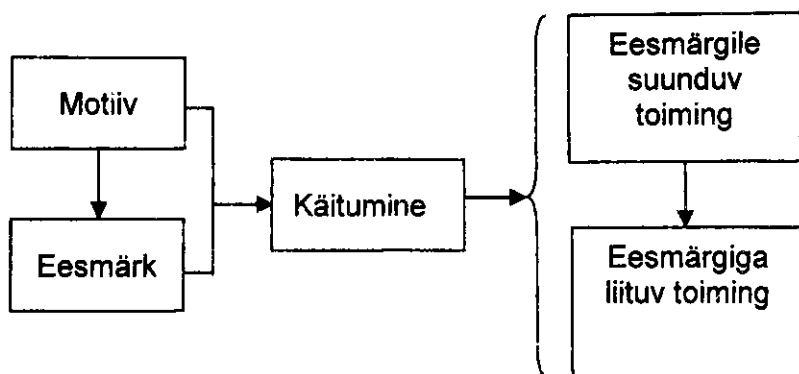 Motiiv
Eesmärk
Käitumine
Eesmärgile
suunduv
toiming
Eesmärgiga
liituv toiming